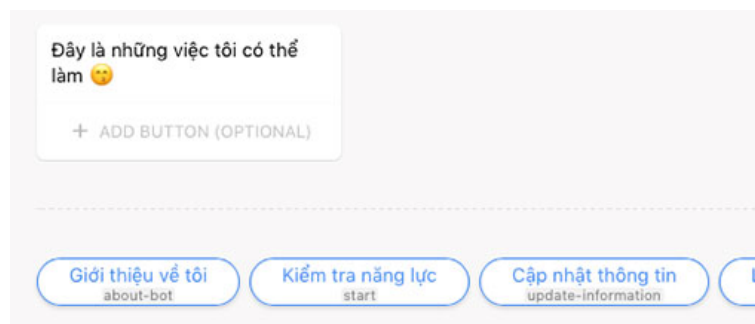 Đây là những việc tôi có thể
làm 😙
+ ADD BUTTON (OPTIONAL)
Giới thiệu về tôi
about-bot
Kiểm tra năng lực
start
Cập nhật thông tin
update-information